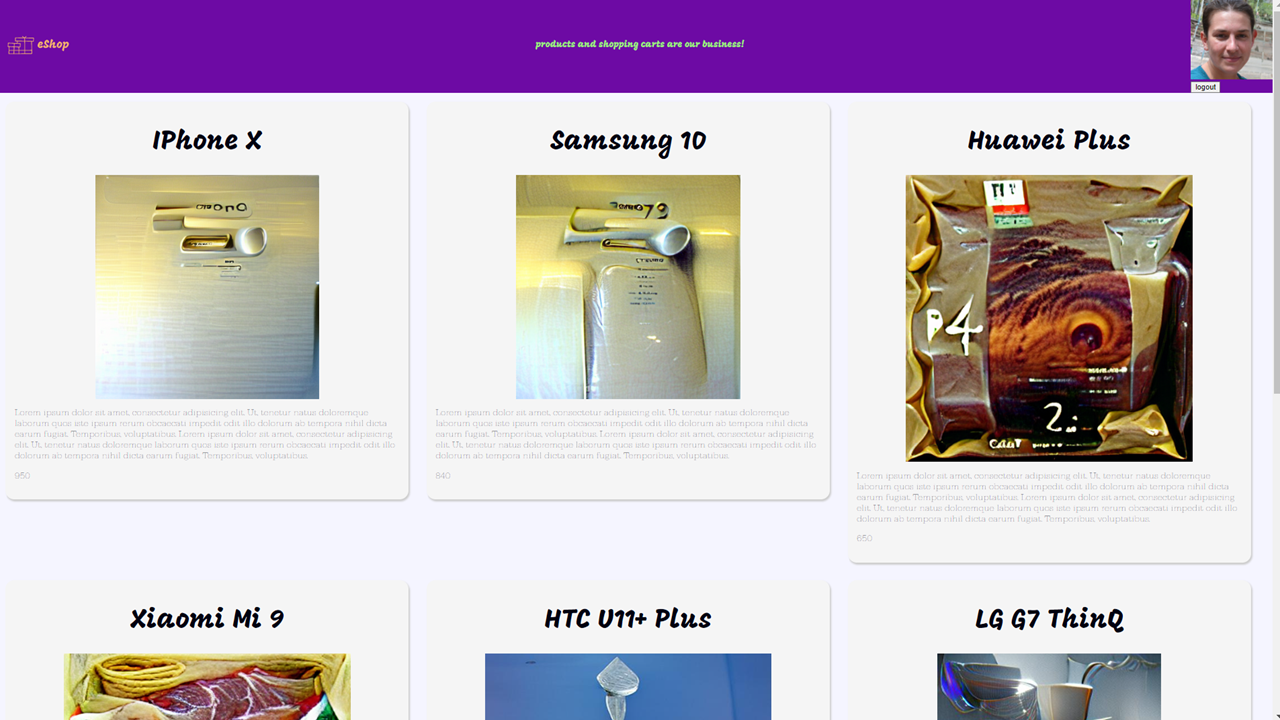 eShop
products and shopping carts are our business!
logout
IPhone X
Samsung 10
Huawei Plus
P4
2
Lorem ipsum dolor sit amet, consectetur adipisicing elit. Ut, tenetur natus doloremque
laborum quos iste ipsum rerum obcaecati impedit odit illo dolorum ab tempora nihil dicta
earum fugiat. Temporibus, voluptatibus. Lorem ipsum dolor sit amet, consectetur adipisicing
elit. Ut, tenetur natus doloremque laborum quos iste ipsum rerum obcaecati impedit odit illo
dolorum ab tempora nihil dicta earum fugiat. Temporibus, voluptatibus.
950
Lorem ipsum dolor sit amet, consectetur adipisicing elit. Ut, tenetur natus doloremque
laborum quos iste ipsum rerum obcaecati impedit odit illo dolorum ab tempora nihil dicta
earum fugiat. Temporibus, voluptatibus. Lorem ipsum dolor sit amet, consectetur adipisicing
elit. Ut, tenetur natus doloremque laborum quos iste ipsum rerum obcaecati impedit odit illo
dolorum ab tempora nihil dicta earum fugiat. Temporibus, voluptatibus.
840
Lorem ipsum dolor sit amet, consectetur adipisicing elit. Ut, tenetur natus doloremque
laborum quos iste ipsum rerum obcaecati impedit odit illo dolorum ab tempora nihil dicta
earum fugiat. Temporibus, voluptatibus. Lorem ipsum dolor sit amet, consectetur adipisicing
elit. Ut, tenetur natus doloremque laborum quos iste ipsum rerum obcaecati impedit odit illo
dolorum ab tempora nihil dicta earum fugiat. Temporibus, voluptatibus.
650
Xiaomi Mi 9
HTC U11+ Plus
LG G7 ThinQ